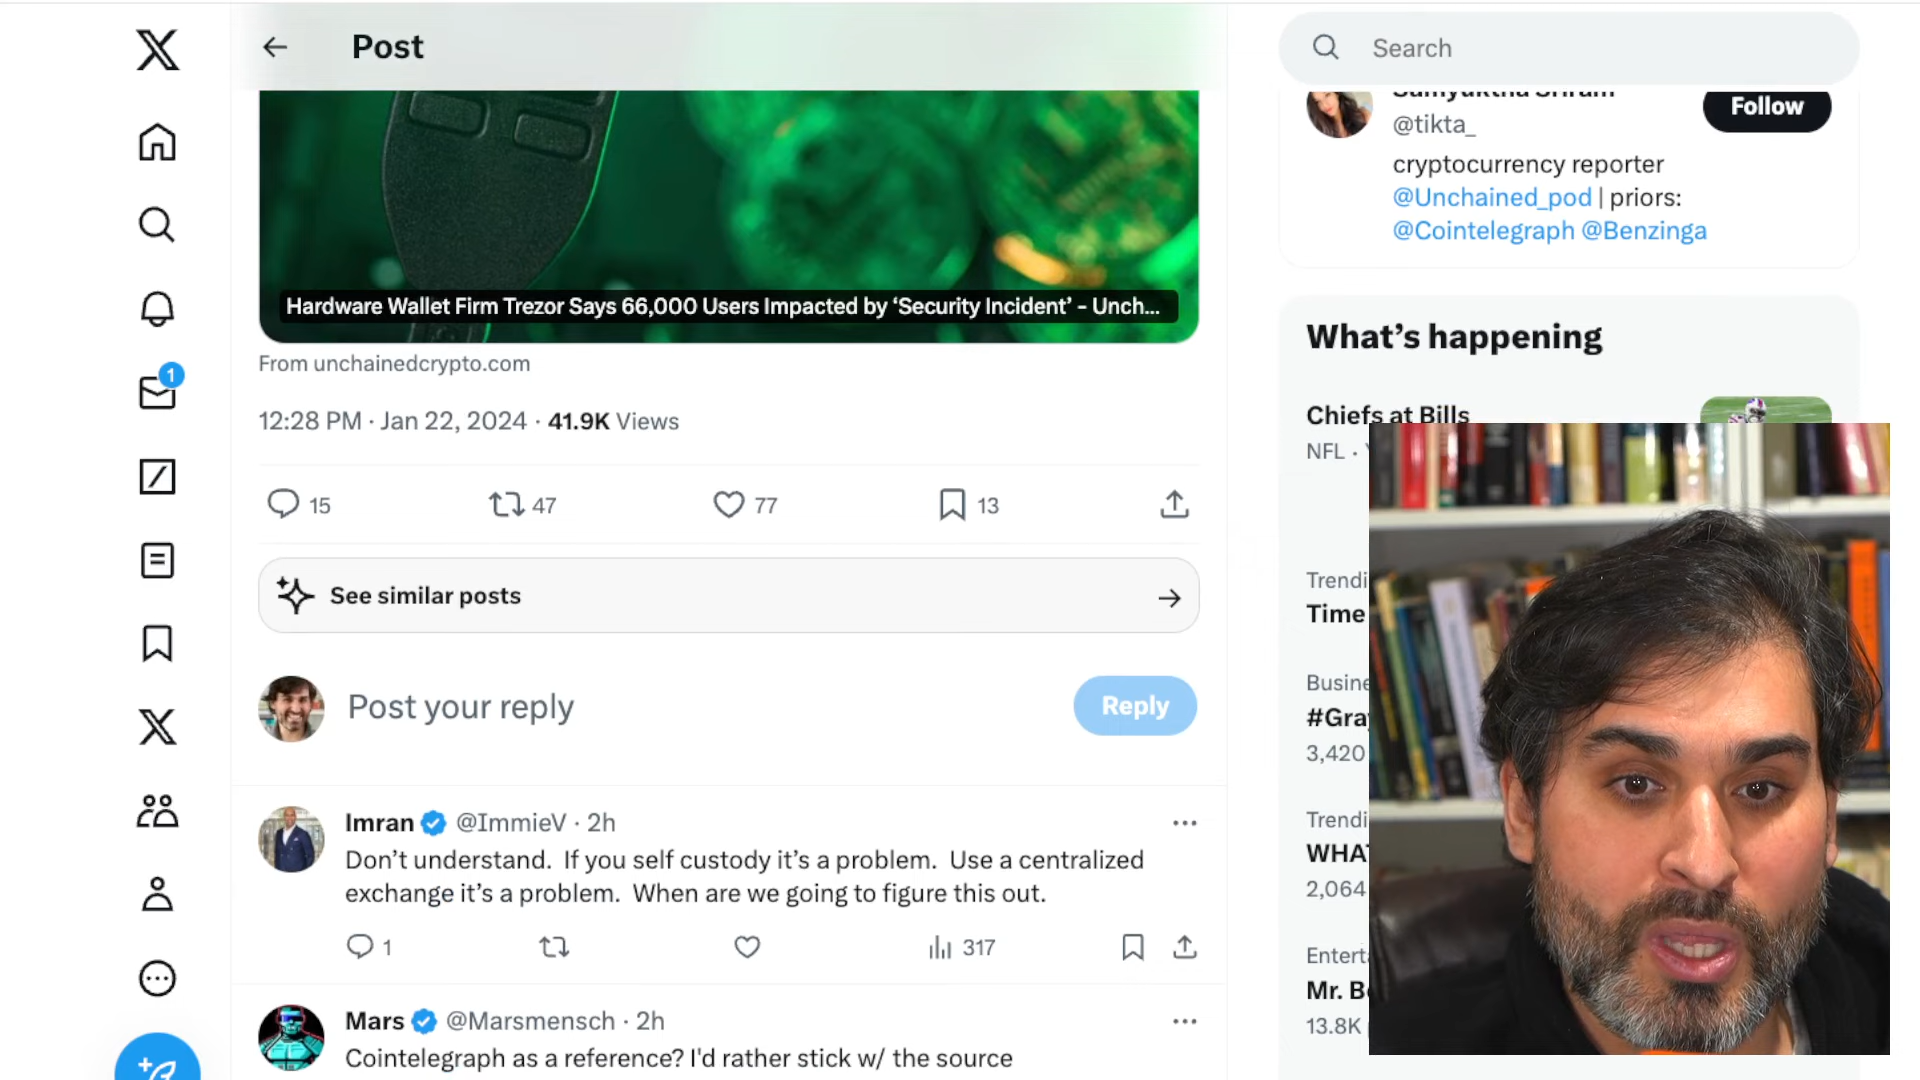 Post
Search
@tikta_
Follow
cryptocurrency reporter
@Unchained_pod | priors:
@Cointelegraph @Benzinga
Hardware Wallet Firm Trezor Says 66,000 Users Impacted by ‘Security Incident’ - Unch...
From unchainedcrypto.com
12:28 PM · Jan 22, 2024 · 41.9K Views
15 47 77 13
See similar posts
Post your reply
Reply
1
Imran @ImmieV · 2h
Don’t understand. If you self custody it’s a problem. Use a centralized
exchange it’s a problem. When are we going to figure this out.
1 317
Mars @Marsmensch · 2h
Cointelegraph as a reference? I'd rather stick w/ the source
What’s happening
Chiefs at Bills
NFL ·
Trendi
Time
Busine
#Gra
3,420
Trendi
WHA
2,064
Entert
Mr. B
13.8K